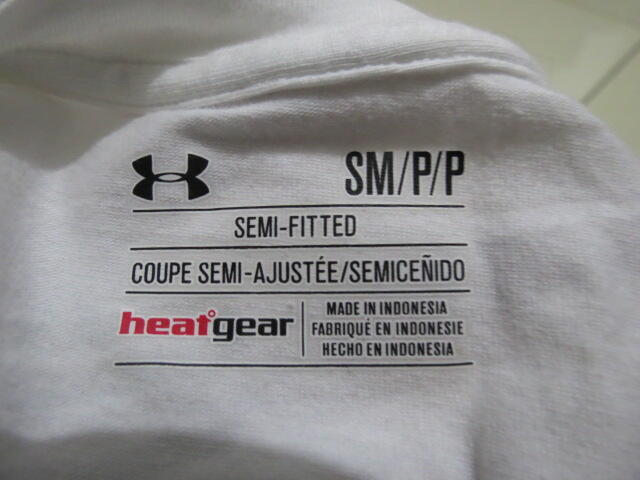 SM/P/P
SEMI-FITTED
COUPE SEMI-AJUSTÉE/SEMICEÑIDO
heatgear
MADE IN INDONESIA
FABRIQUÉ EN INDONESIE
HECHO EN INDONESIA